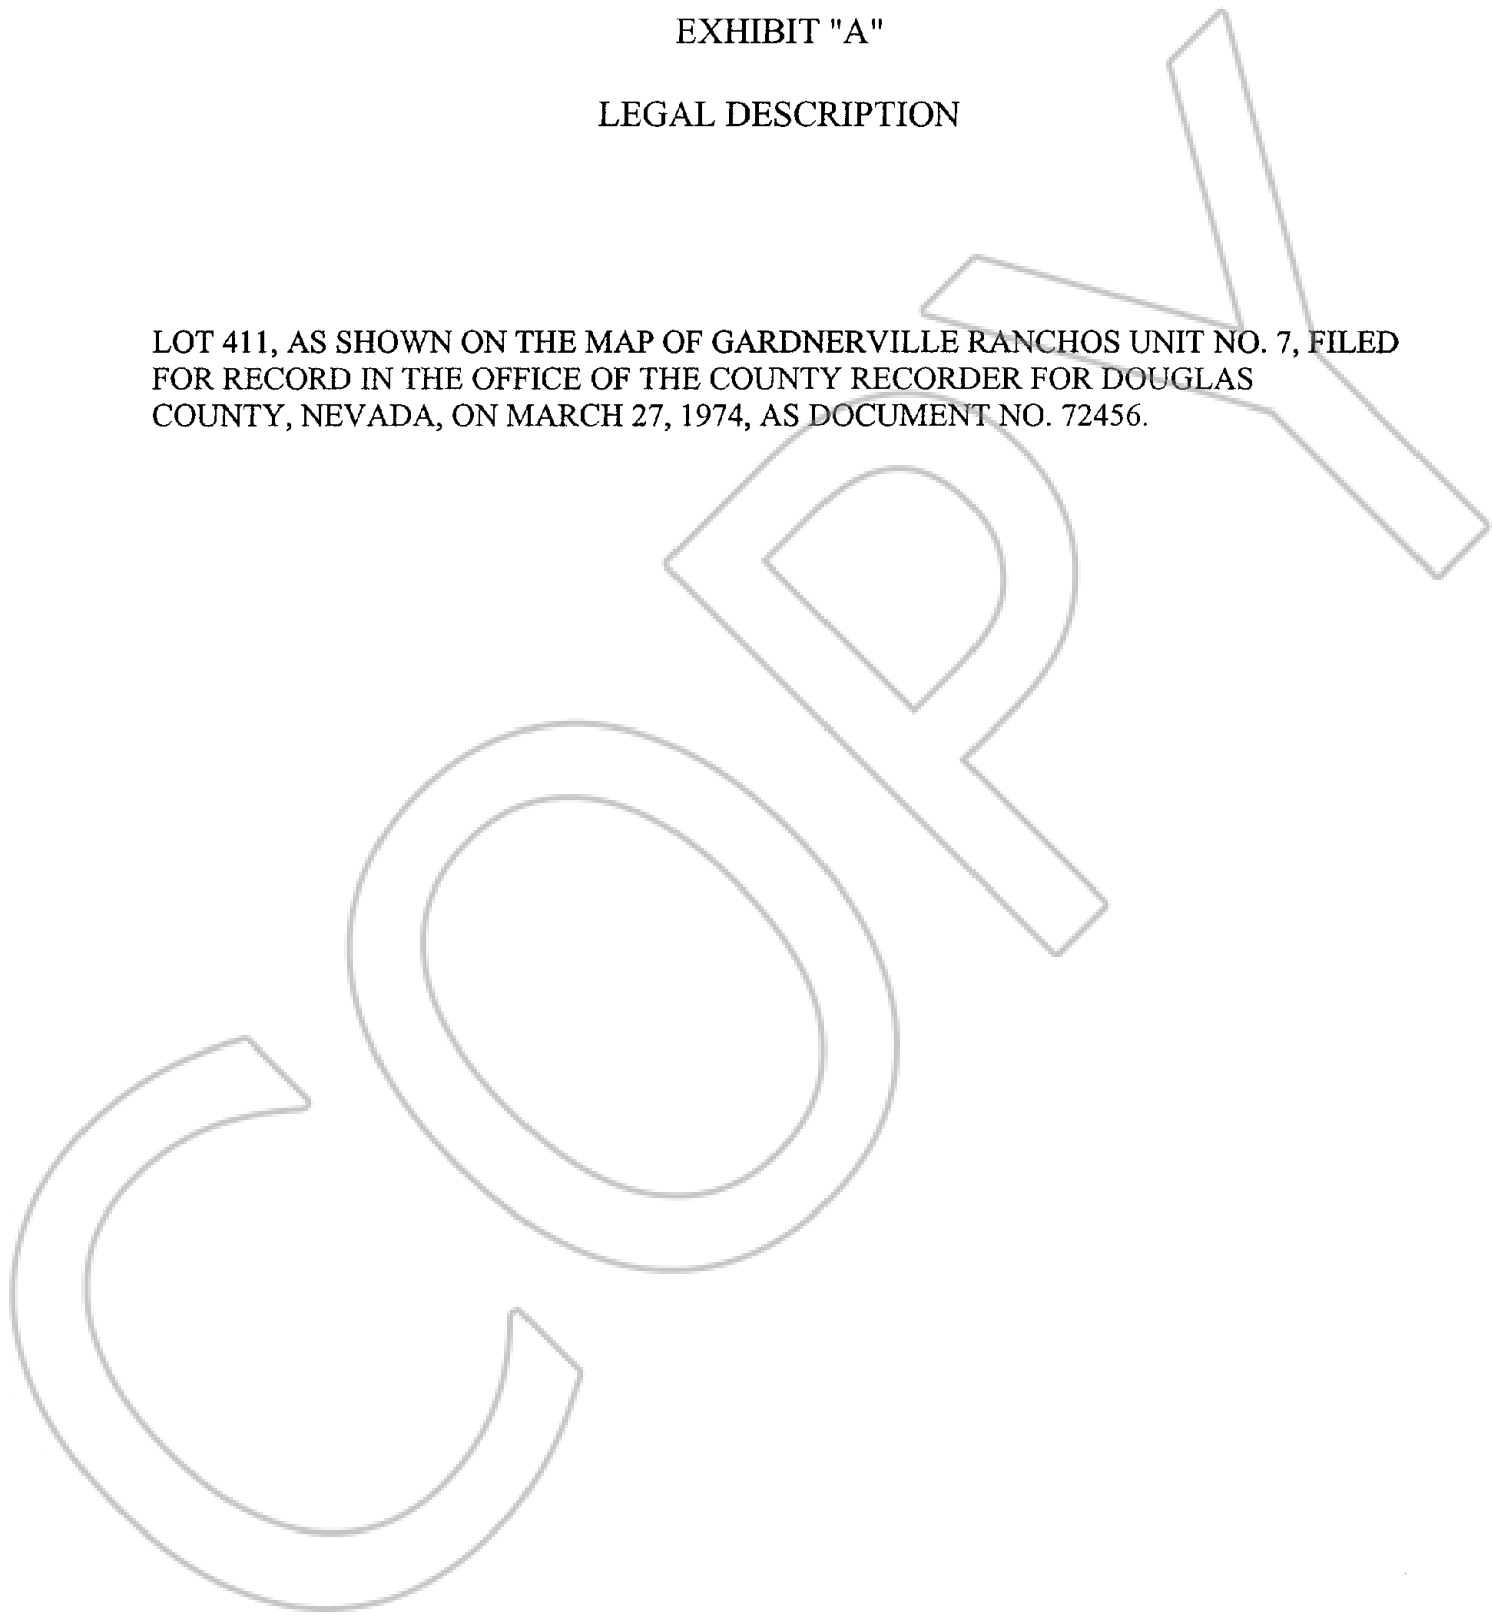 EXHIBIT "A"
LEGAL DESCRIPTION
LOT 411, AS SHOWN ON THE MAP OF GARDNERVILLE RANCHOS UNIT NO. 7, FILED
FOR RECORD IN THE OFFICE OF THE COUNTY RECORDER FOR DOUGLAS
COUNTY, NEVADA, ON MARCH 27, 1974, AS DOCUMENT NO. 72456.
COPY